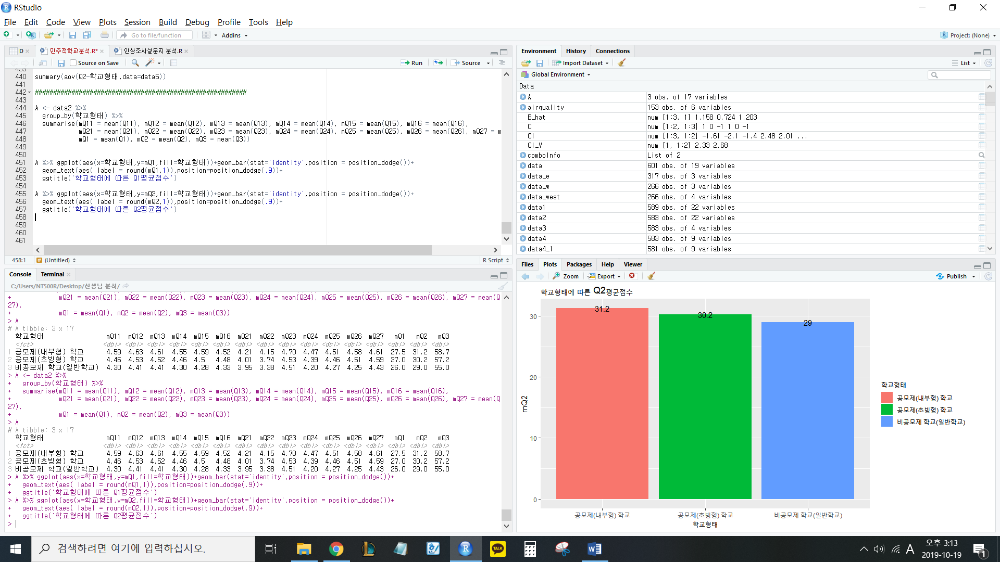 RStudio
File Edit Code View Plots Session Build Debug Profile Tools Help
Go to file/function Addins Project: (None)
D 민주적학교분석.R* 인상조사설문지 분석.R
Source on Save Run Source
439
440 summary(aov(Q2~학교형태,data=data5))
441
442 ##########################################################
443
444 A <- data2 %>%
445 group_by(학교형태) %>%
446 summarise(mQ11 = mean(Q11), mQ12 = mean(Q12), mQ13 = mean(Q13), mQ14 = mean(Q14), mQ15 = mean(Q15), mQ16 = mean(Q16),
447 mQ21 = mean(Q21), mQ22 = mean(Q22), mQ23 = mean(Q23), mQ24 = mean(Q24), mQ25 = mean(Q25), mQ26 = mean(Q26), mQ27 = m
448 mQ1 = mean(Q1), mQ2 = mean(Q2), mQ3 = mean(Q3))
449
450
451 A %>% ggplot(aes(x=학교형태,y=mQ1,fill=학교형태))+geom_bar(stat='identity',position = position_dodge())+
452 geom_text(aes( label = round(mQ1,1)),position=position_dodge(.9))+
453 ggtitle('학교형태에 따른 Q1평균점수')
454
455 A %>% ggplot(aes(x=학교형태,y=mQ2,fill=학교형태))+geom_bar(stat='identity',position = position_dodge())+
456 geom_text(aes( label = round(mQ2,1)),position=position_dodge(.9))+
457 ggtitle('학교형태에 따른 Q2평균점수')
458
459
460
461
458:1 # (Untitled) R Script
Console Terminal
C:/Users/NT500R/Desktop/선생님 분석/
+ mQ21 = mean(Q21), mQ22 = mean(Q22), mQ23 = mean(Q23), mQ24 = mean(Q24), mQ25 = mean(Q25), mQ26 = mean(Q26), mQ27 = mean(Q
27),
+ mQ1 = mean(Q1), mQ2 = mean(Q2), mQ3 = mean(Q3))
> A
# A tibble: 3 x 17
학교형태 mQ11 mQ12 mQ13 mQ14 mQ15 mQ16 mQ21 mQ22 mQ23 mQ24 mQ25 mQ26 mQ27 mQ1 mQ2 mQ3
<fct> <dbl> <dbl> <dbl> <dbl> <dbl> <dbl> <dbl> <dbl> <dbl> <dbl> <dbl> <dbl> <dbl> <dbl> <dbl> <dbl>
1 공모제(내부형) 학교 4.59 4.63 4.61 4.55 4.59 4.52 4.21 4.15 4.70 4.47 4.51 4.58 4.61 27.5 31.2 58.7
2 공모제(초빙형) 학교 4.46 4.53 4.52 4.46 4.5 4.48 4.01 3.74 4.53 4.39 4.46 4.51 4.59 27.0 30.2 57.2
3 비공모제 학교(일반학교) 4.30 4.41 4.41 4.30 4.28 4.33 3.95 3.38 4.51 4.20 4.27 4.25 4.43 26.0 29.0 55.0
> A <- data2 %>%
+ group_by(학교형태) %>%
+ summarise(mQ11 = mean(Q11), mQ12 = mean(Q12), mQ13 = mean(Q13), mQ14 = mean(Q14), mQ15 = mean(Q15), mQ16 = mean(Q16),
+ mQ21 = mean(Q21), mQ22 = mean(Q22), mQ23 = mean(Q23), mQ24 = mean(Q24), mQ25 = mean(Q25), mQ26 = mean(Q26), mQ27 = mean(Q
27),
+ mQ1 = mean(Q1), mQ2 = mean(Q2), mQ3 = mean(Q3))
> A
# A tibble: 3 x 17
학교형태 mQ11 mQ12 mQ13 mQ14 mQ15 mQ16 mQ21 mQ22 mQ23 mQ24 mQ25 mQ26 mQ27 mQ1 mQ2 mQ3
<fct> <dbl> <dbl> <dbl> <dbl> <dbl> <dbl> <dbl> <dbl> <dbl> <dbl> <dbl> <dbl> <dbl> <dbl> <dbl> <dbl>
1 공모제(내부형) 학교 4.59 4.63 4.61 4.55 4.59 4.52 4.21 4.15 4.70 4.47 4.51 4.58 4.61 27.5 31.2 58.7
2 공모제(초빙형) 학교 4.46 4.53 4.52 4.46 4.5 4.48 4.01 3.74 4.53 4.39 4.46 4.51 4.59 27.0 30.2 57.2
3 비공모제 학교(일반학교) 4.30 4.41 4.41 4.30 4.28 4.33 3.95 3.38 4.51 4.20 4.27 4.25 4.43 26.0 29.0 55.0
> A %>% ggplot(aes(x=학교형태,y=mQ1,fill=학교형태))+geom_bar(stat='identity',position = position_dodge())+
+ geom_text(aes( label = round(mQ1,1)),position=position_dodge(.9))+
+ ggtitle('학교형태에 따른 Q1평균점수')
> A %>% ggplot(aes(x=학교형태,y=mQ2,fill=학교형태))+geom_bar(stat='identity',position = position_dodge())+
+ geom_text(aes( label = round(mQ2,1)),position=position_dodge(.9))+
+ ggtitle('학교형태에 따른 Q2평균점수')
>
Environment History Connections
Import Dataset List
Global Environment
Data
A 3 obs. of 17 variables
airquality 153 obs. of 6 variables
B_hat num [1:3, 1] 1.158 0.724 1.203
C num [1:2, 1:3] 1 0 -1 1 0 -1
CI num [1:3, 1:2] -1.61 -2.1 -1.4 2.48 2.01 ...
CI_Y num [1, 1:2] 2.33 2.68
comboInfo List of 2
data 601 obs. of 19 variables
data_e 317 obs. of 3 variables
data_w 266 obs. of 3 variables
data_west 266 obs. of 4 variables
data1 589 obs. of 22 variables
data2 583 obs. of 22 variables
data3 583 obs. of 4 variables
data4 583 obs. of 9 variables
data4_1 581 obs. of 9 variables
Files Plots Packages Help Viewer
Zoom Export Publish
학교형태에 따른 Q2평균점수
31.2
30.2
29
30
20
10
0
mQ2
공모제(내부형) 학교 공모제(초빙형) 학교 비공모제 학교(일반학교)
학교형태
학교형태
공모제(내부형) 학교
공모제(초빙형) 학교
비공모제 학교(일반학교)
검색하려면 여기에 입력하십시오.
TALK
A
오후 3:13
2019-10-19
1